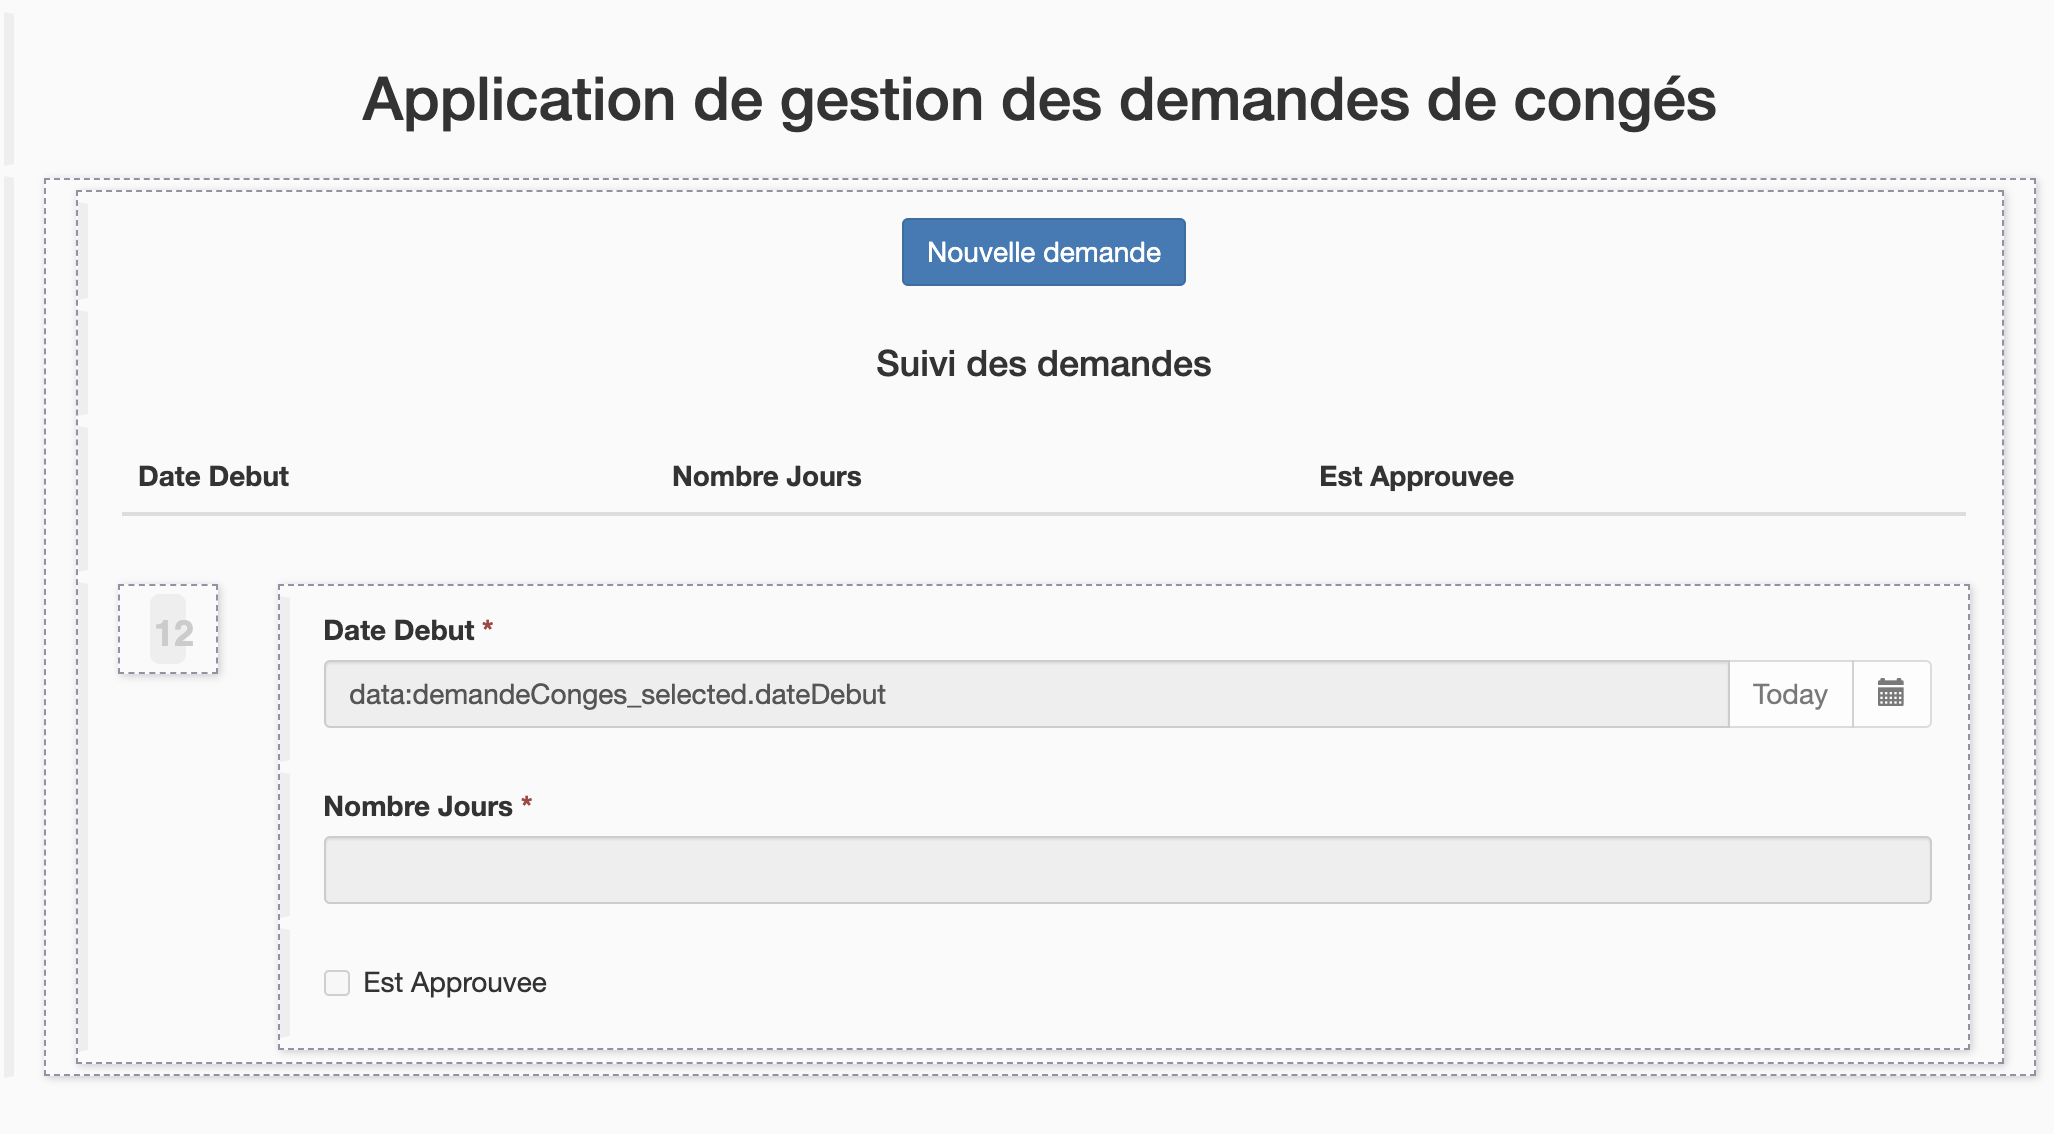 Application de gestion des demandes de congés
Nouvelle demande
Suivi des demandes
Date Debut Nombre Jours Est Approuvee
12
Date Debut *
data:demandeConges_selected.dateDebut Today
Nombre Jours *
Est Approuvee